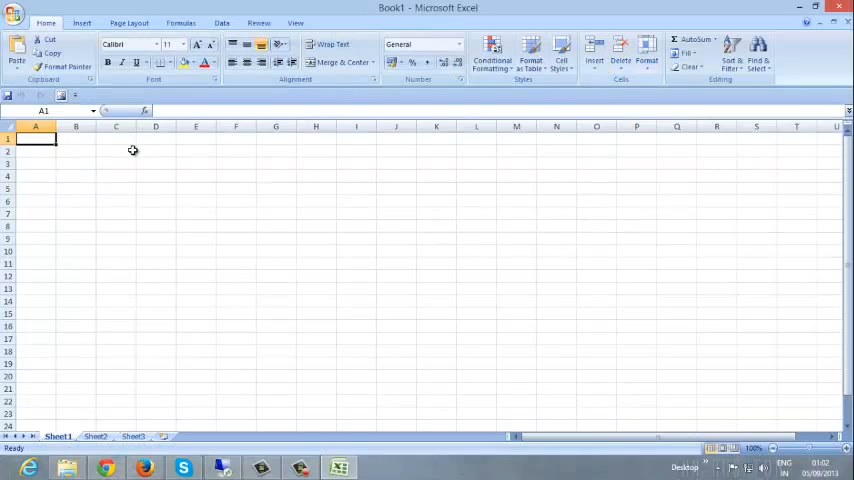 Book1 - Microsoft Excel
Home Insert Page Layout Formulas Data Review View
Paste
Cut
Copy
Format Painter
Clipboard
Calibri 11
B I U
A A
Font
Wrap Text
Merge & Center
Alignment
General
%
Number
Conditional Formatting
Format as Table
Cell Styles
Styles
Insert Delete Format
Cells
Σ AutoSum
Fill
Clear
Sort & Filter
Find & Select
Editing
A1
fx
A B C D E F G H I J K L M N O P Q R S T U
1
2
3
4
5
6
7
8
9
10
11
12
13
14
15
16
17
18
19
20
21
22
23
24
Sheet1 Sheet2 Sheet3
Ready
100%
Desktop
ENG
IN
01:02
05/09/2013